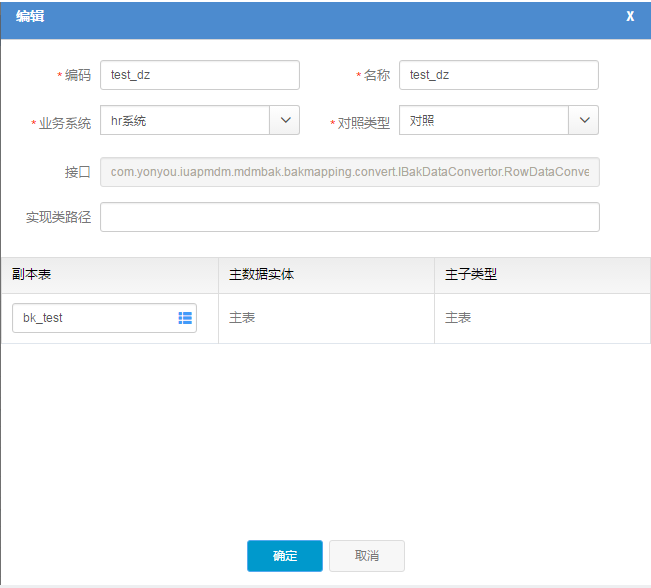 编辑
X
*编码 test_dz *名称 test_dz
*业务系统 hr系统 *对照类型 对照
接口 com.yonyou.iuapmdm.mdmbak.bakmapping.convert.IBakDataConvertor.RowDataConve
实现类路径
副本表 主数据实体 主子类型
bk_test 主表 主表
确定 取消